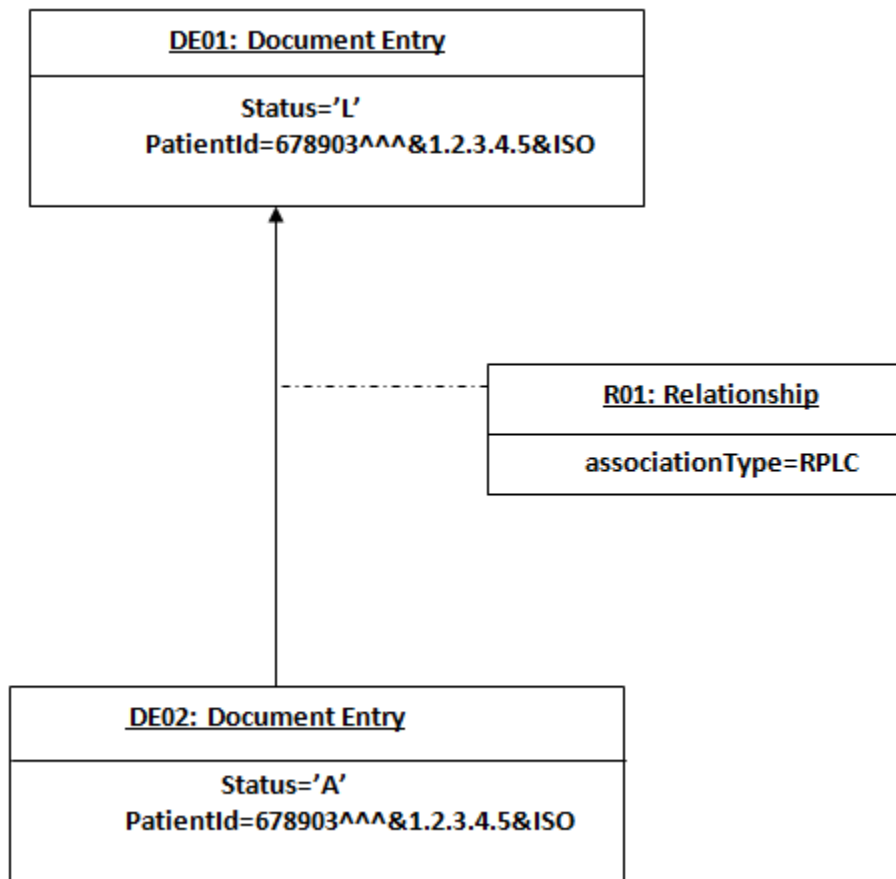 DE01: Document Entry
Status=’L’
PatientId=678903^^^&1.2.3.4.5&ISO
R01: Relationship
associationType=RPLC
DE02: Document Entry
Status=’A’
PatientId=678903^^^&1.2.3.4.5&ISO